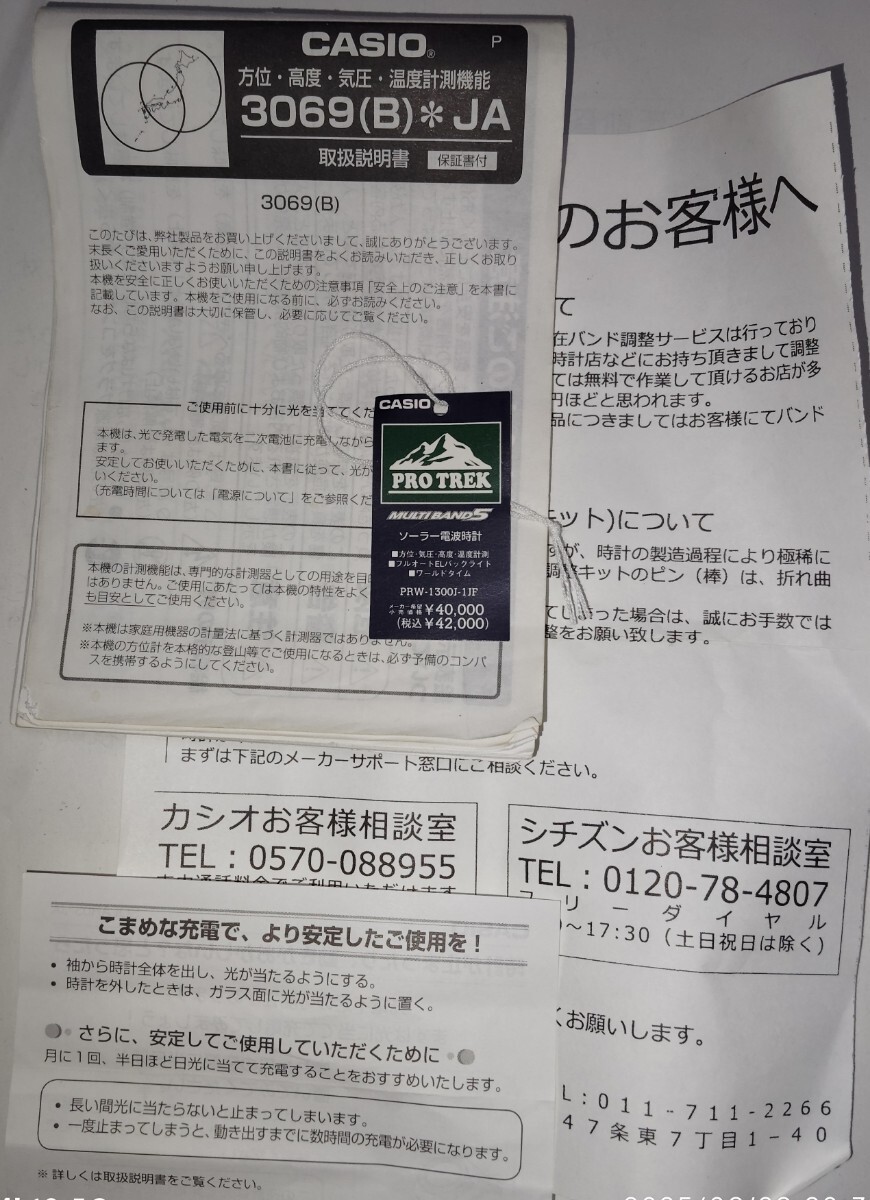 CASIO®
P
方位・高度・気圧・温度計測機能
3069(B)＊JA
取扱説明書 保証書付
3069(B)
このたびは、弊社製品をお買い上げくださいまして、誠にありがとうございます。
末長くご愛用いただくために、この説明書をよくお読みいただき、正しくお取り
扱いくださいますようお願い申し上げます。
本機を安全に正しくお使いいただくための注意事項「安全上のご注意」を本書に
記載しています。本機をご使用になる前に、必ずお読みください。
なお、この説明書は大切に保管し、必要に応じてご覧ください。
ご使用前に十分に光を当ててくだ
本機は、光で発電した電気を二次電池に充電しながら
ます。
安定してお使いいただくために、本書に従って、光が
いください。
(充電時間については「電源について」をご参照くだ
本機の計測機能は、専門的な計測器としての用途を目的
はありません。ご使用にあたっては本機の特性をよく
も目安としてご使用ください。
※本機は家庭用機器の計量法に基づく計測器ではありません。
※本機の方位計を本格的な登山等でご使用になるときは、必ず予備のコンパ
スを携帯するようにしてください。
CASIO
PRO TREK
MULTI BAND 5
ソーラー電波時計
■方位・気圧・高度・温度計測
■フルオートELバックライト
■ワールドタイム
PRW-1300J-1JF
メーカー希望小売価格 ¥40,000
(税込¥42,000)
のお客様へ
て
在バンド調整サービスは行っており
時計店などにお持ち頂きまして調整
ては無料で作業して頂けるお店が多
円ほどと思われます。
品につきましてはお客様にてバンド
キット)について
すが、時計の製造過程により極稀に
調整キットのピン（棒）は、折れ曲
てしまった場合は、誠にお手数では
整をお願い致します。
まずは下記のメーカーサポート窓口にご相談ください。
カシオお客様相談室
TEL：0570-088955
シチズンお客様相談室
TEL：0120-78-4807
フリーダイヤル
0～17:30（土日祝日は除く）
くお願いします。
L：011-711-2266
47条東7丁目1-40
こまめな充電で、より安定したご使用を！
• 袖から時計全体を出し、光が当たるようにする。
• 時計を外したときは、ガラス面に光が当たるように置く。
さらに、安定してご使用していただくために
月に1回、半日ほど日光に当てて充電することをおすすめいたします。
• 長い間光に当たらないと止まってしまいます。
• 一度止まってしまうと、動き出すまでに数時間の充電が必要になります。
※ 詳しくは取扱説明書をご覧ください。